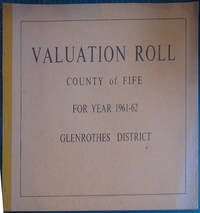 VALUATION ROLL
COUNTY of FIFE
FOR YEAR 1961-62
GLENROTHES DISTRICT